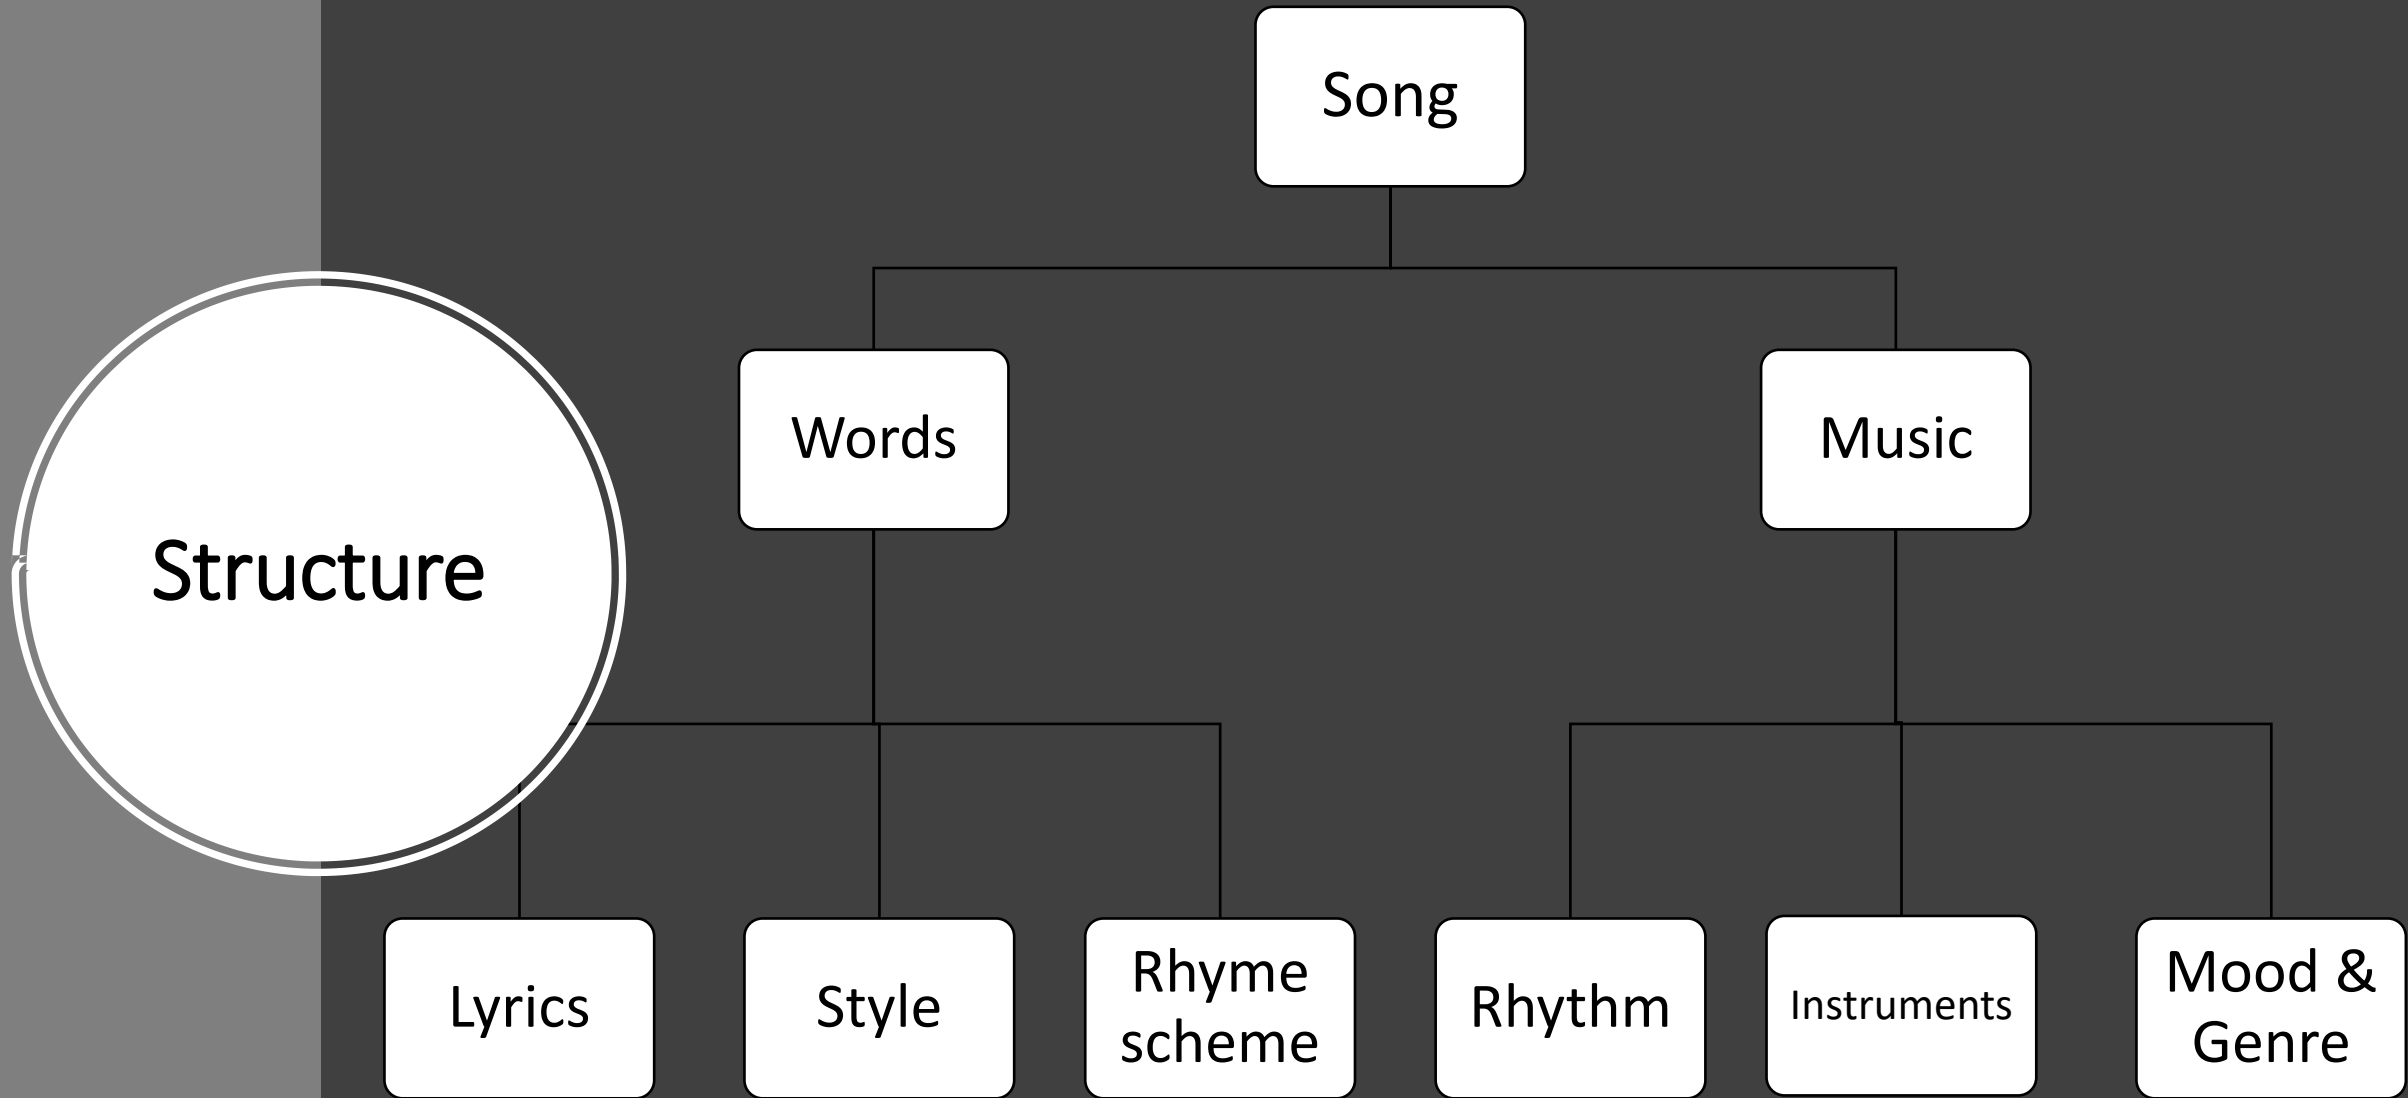 Song
Words
Music
Structure
Lyrics
Style
Rhyme
scheme
Rhythm
Instruments
Mood &
Genre